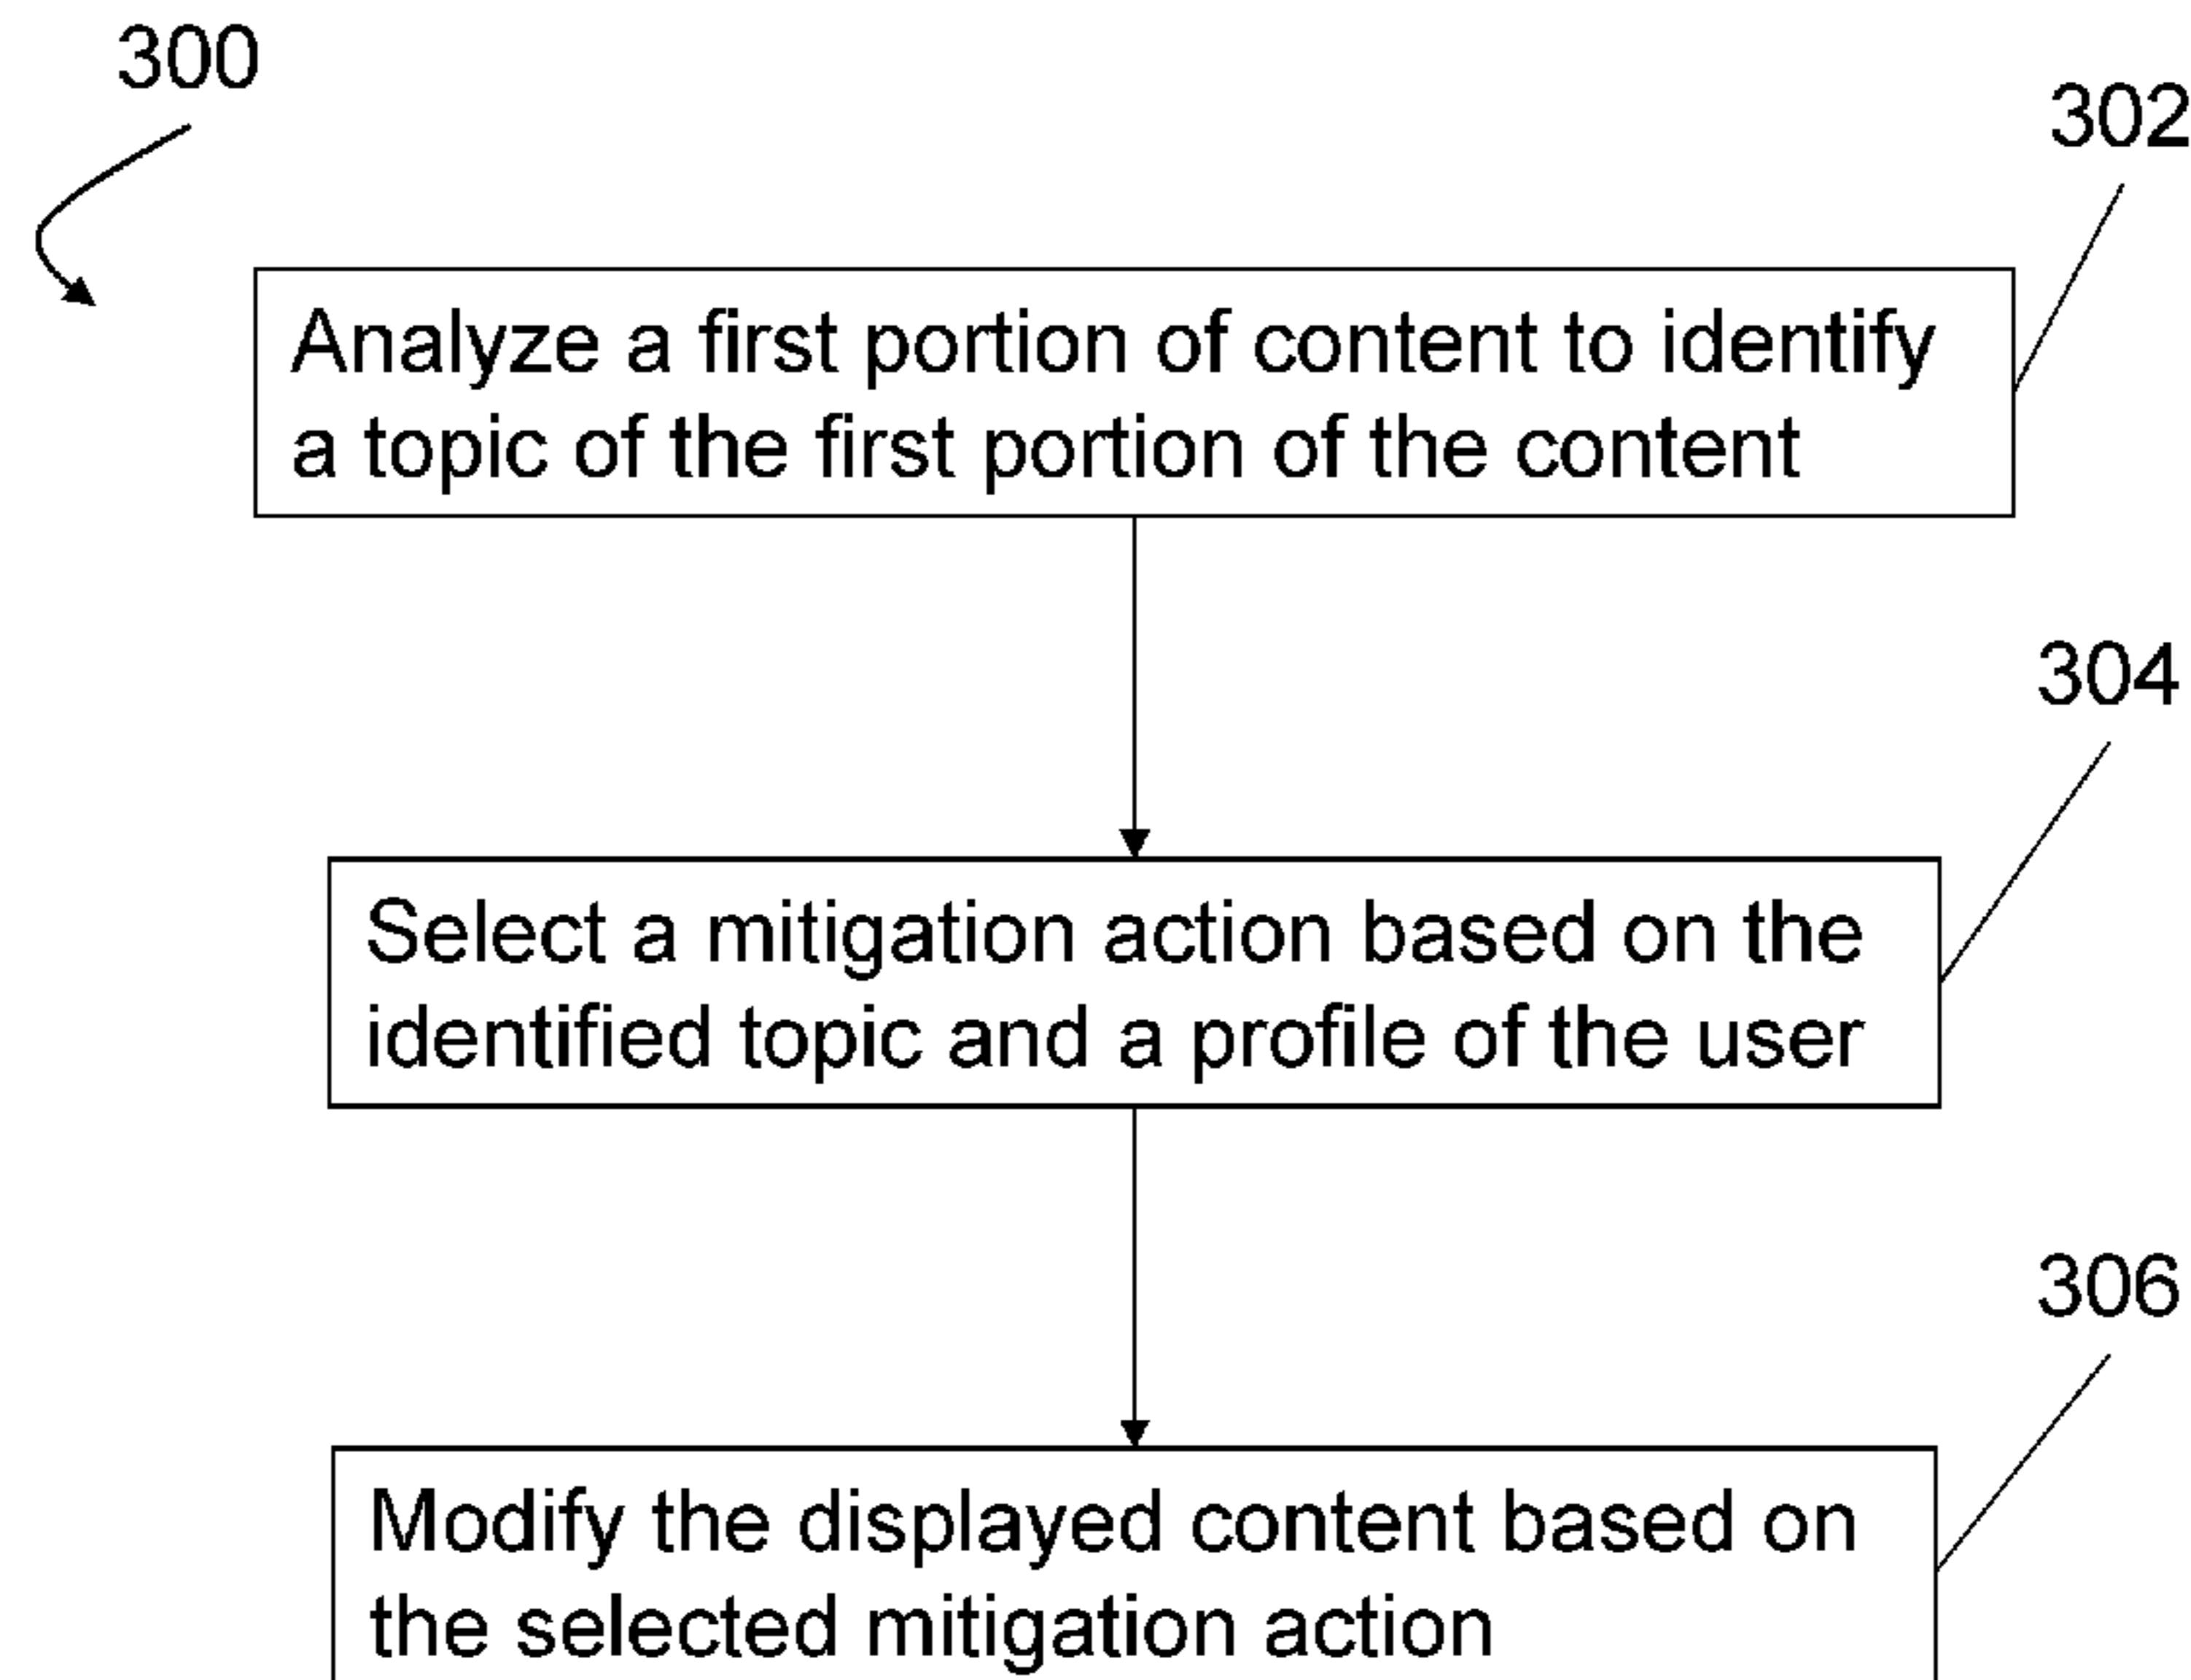 300
302
Analyze a first portion of content to identify
a topic of the first portion of the content
304
Select a mitigation action based on the
identified topic and a profile of the user
306
Modify the displayed content based on
the selected mitigation action